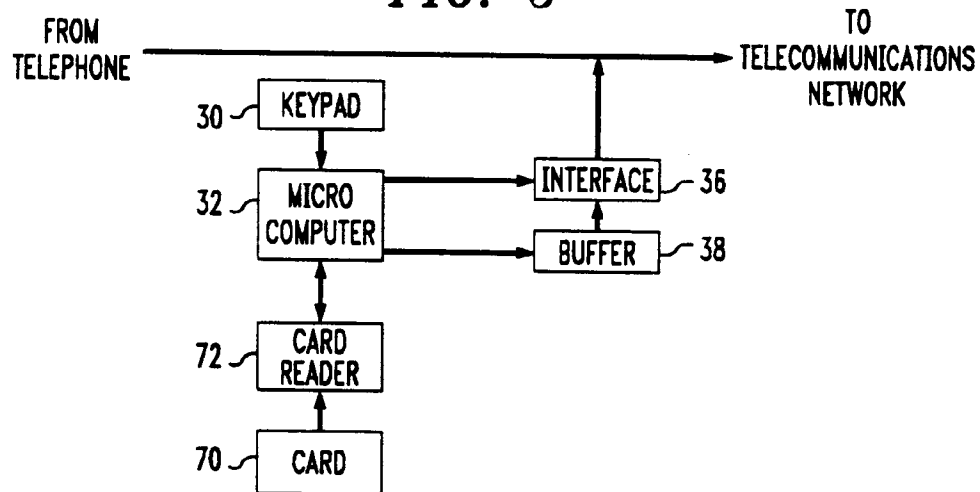 FROM
TELEPHONE
TO
TELECOMMUNICATIONS
NETWORK
30
KEYPAD
32
MICRO
COMPUTER
INTERFACE
36
BUFFER
38
72
CARD
READER
70
CARD